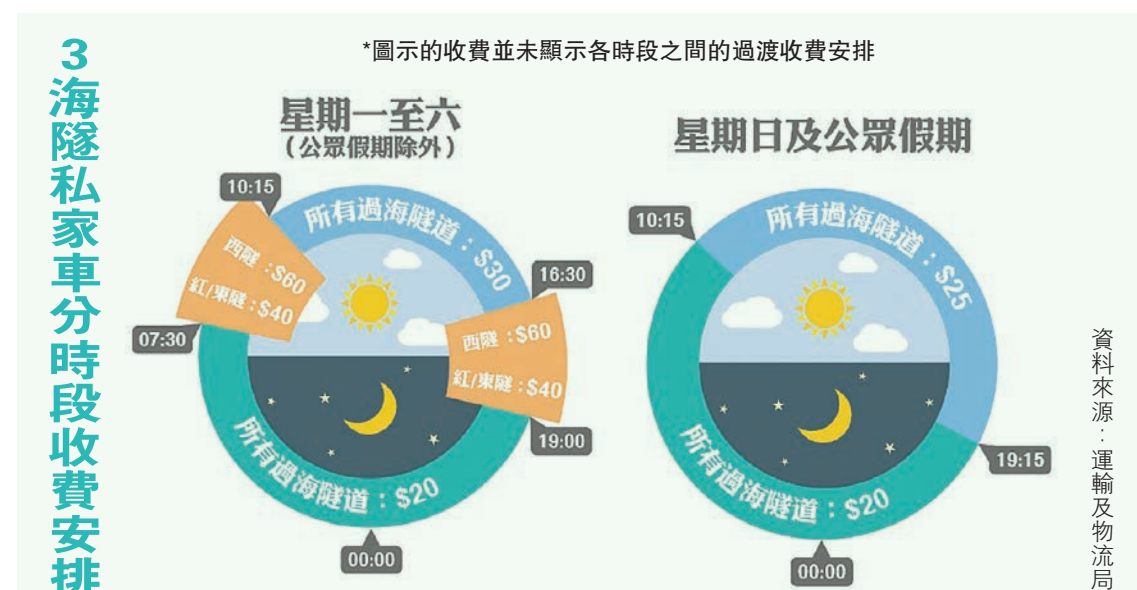 3海隧私家車分時段收費安排
*圖示的收費並未顯示各時段之間的過渡收費安排
星期一至六
(公眾假期除外)
10:15
所有過海隧道：$30
16:30
西隧：$60
紅/東隧：$40
07:30
西隧：$60
紅/東隧：$40
19:00
所有過海隧道：$20
00:00
星期日及公眾假期
10:15
所有過海隧道：$25
19:15
所有過海隧道：$20
00:00
資料來源：運輸及物流局